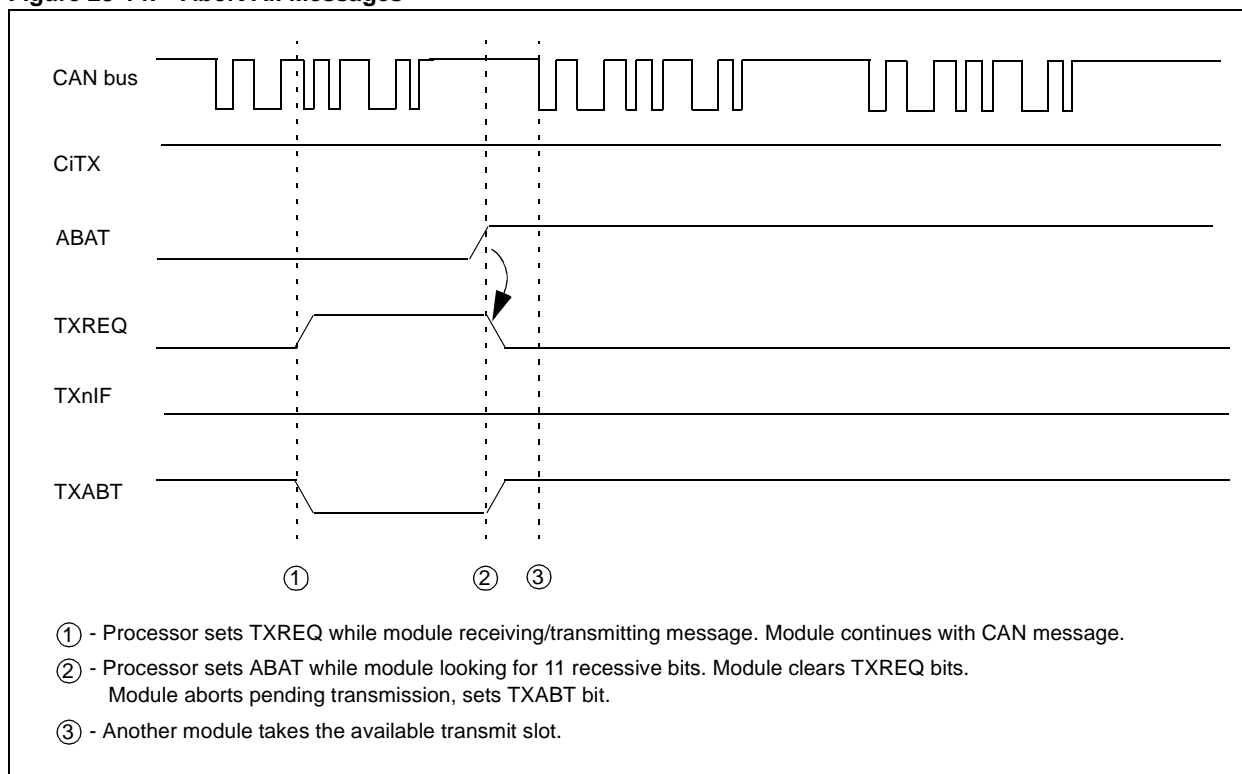 CAN bus
CiTX
ABAT
TXREQ
TXnIF
TXABT
1 2 3
1 - Processor sets TXREQ while module receiving/transmitting message. Module continues with CAN message.
2 - Processor sets ABAT while module looking for 11 recessive bits. Module clears TXREQ bits.
Module aborts pending transmission, sets TXABT bit.
3 - Another module takes the available transmit slot.